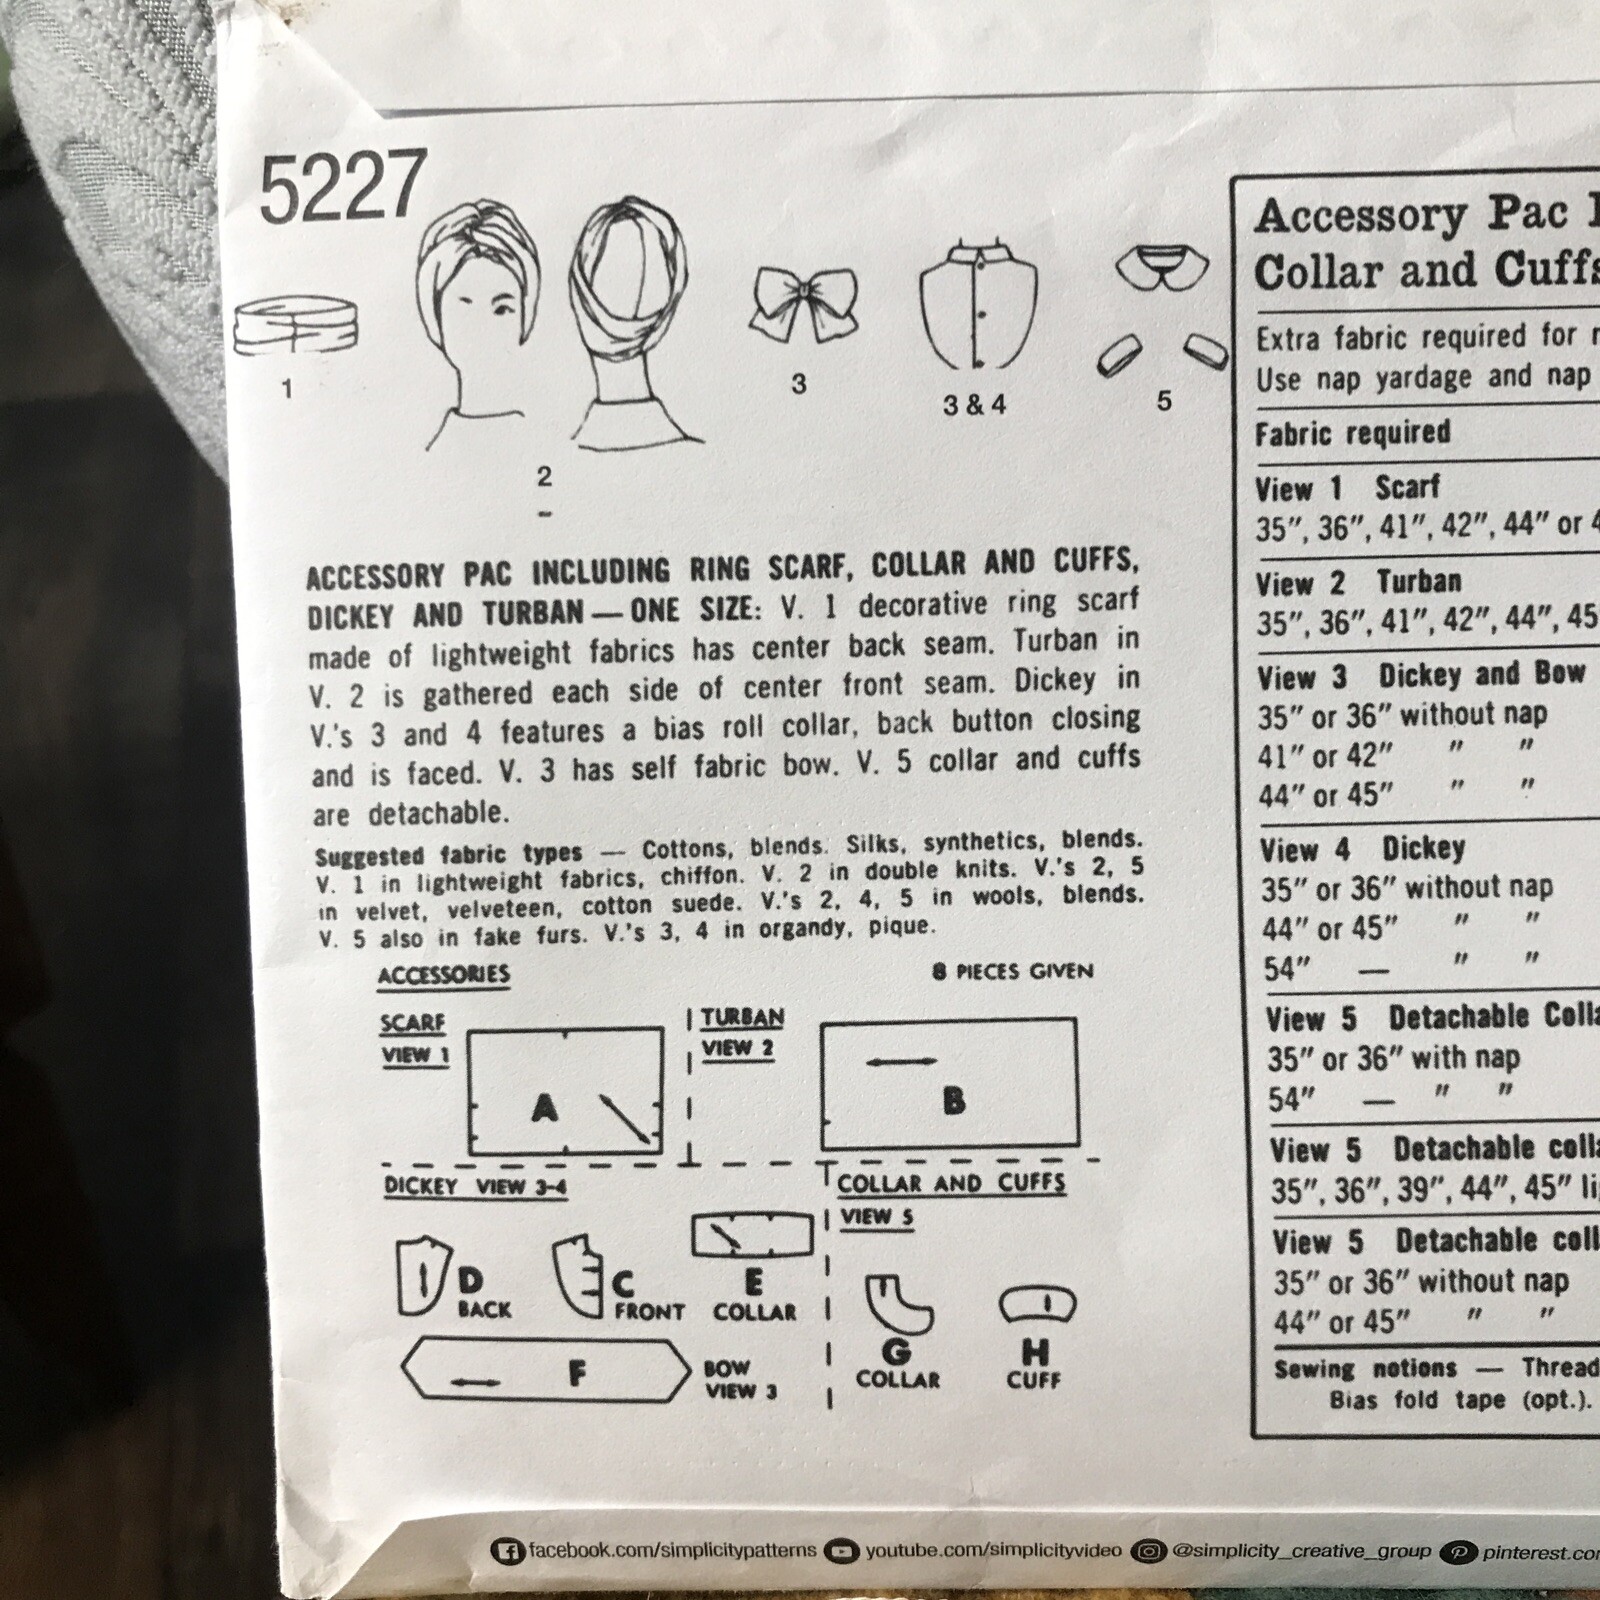 5227
1
2
-
3
3 & 4
5
ACCESSORY PAC INCLUDING RING SCARF, COLLAR AND CUFFS,
DICKEY AND TURBAN — ONE SIZE: V. 1 decorative ring scarf
made of lightweight fabrics has center back seam. Turban in
V. 2 is gathered each side of center front seam. Dickey in
V.'s 3 and 4 features a bias roll collar, back button closing
and is faced. V. 3 has self fabric bow. V. 5 collar and cuffs
are detachable.
Suggested fabric types — Cottons, blends. Silks, synthetics, blends.
V. 1 in lightweight fabrics, chiffon. V. 2 in double knits. V.'s 2, 5
in velvet, velveteen, cotton suede. V.'s 2, 4, 5 in wools, blends.
V. 5 also in fake furs. V.'s 3, 4 in organdy, pique.
ACCESSORIES
8 PIECES GIVEN
SCARF
VIEW 1
A
TURBAN
VIEW 2
B
DICKEY VIEW 3-4
D
BACK
C
FRONT
E
COLLAR
F
BOW
VIEW 3
COLLAR AND CUFFS
VIEW 5
G
COLLAR
H
CUFF
Accessory Pac
Collar and Cuffs
Extra fabric required for
Use nap yardage and nap
Fabric required
View 1 Scarf
35", 36", 41", 42", 44" or
View 2 Turban
35", 36", 41", 42", 44", 45
View 3 Dickey and Bow
35" or 36" without nap
41" or 42" " "
44" or 45" " "
View 4 Dickey
35" or 36" without nap
44" or 45" " "
54" — " "
View 5 Detachable
35" or 36" with nap
54" — " "
View 5 Detachable
35", 36", 39", 44", 45"
View 5 Detachable
35" or 36" without nap
44" or 45" " "
Sewing notions — Thread
Bias fold tape (opt.).
facebook.com/simplicitypatterns youtube.com/simplicityvideo @simplicity_creative_group